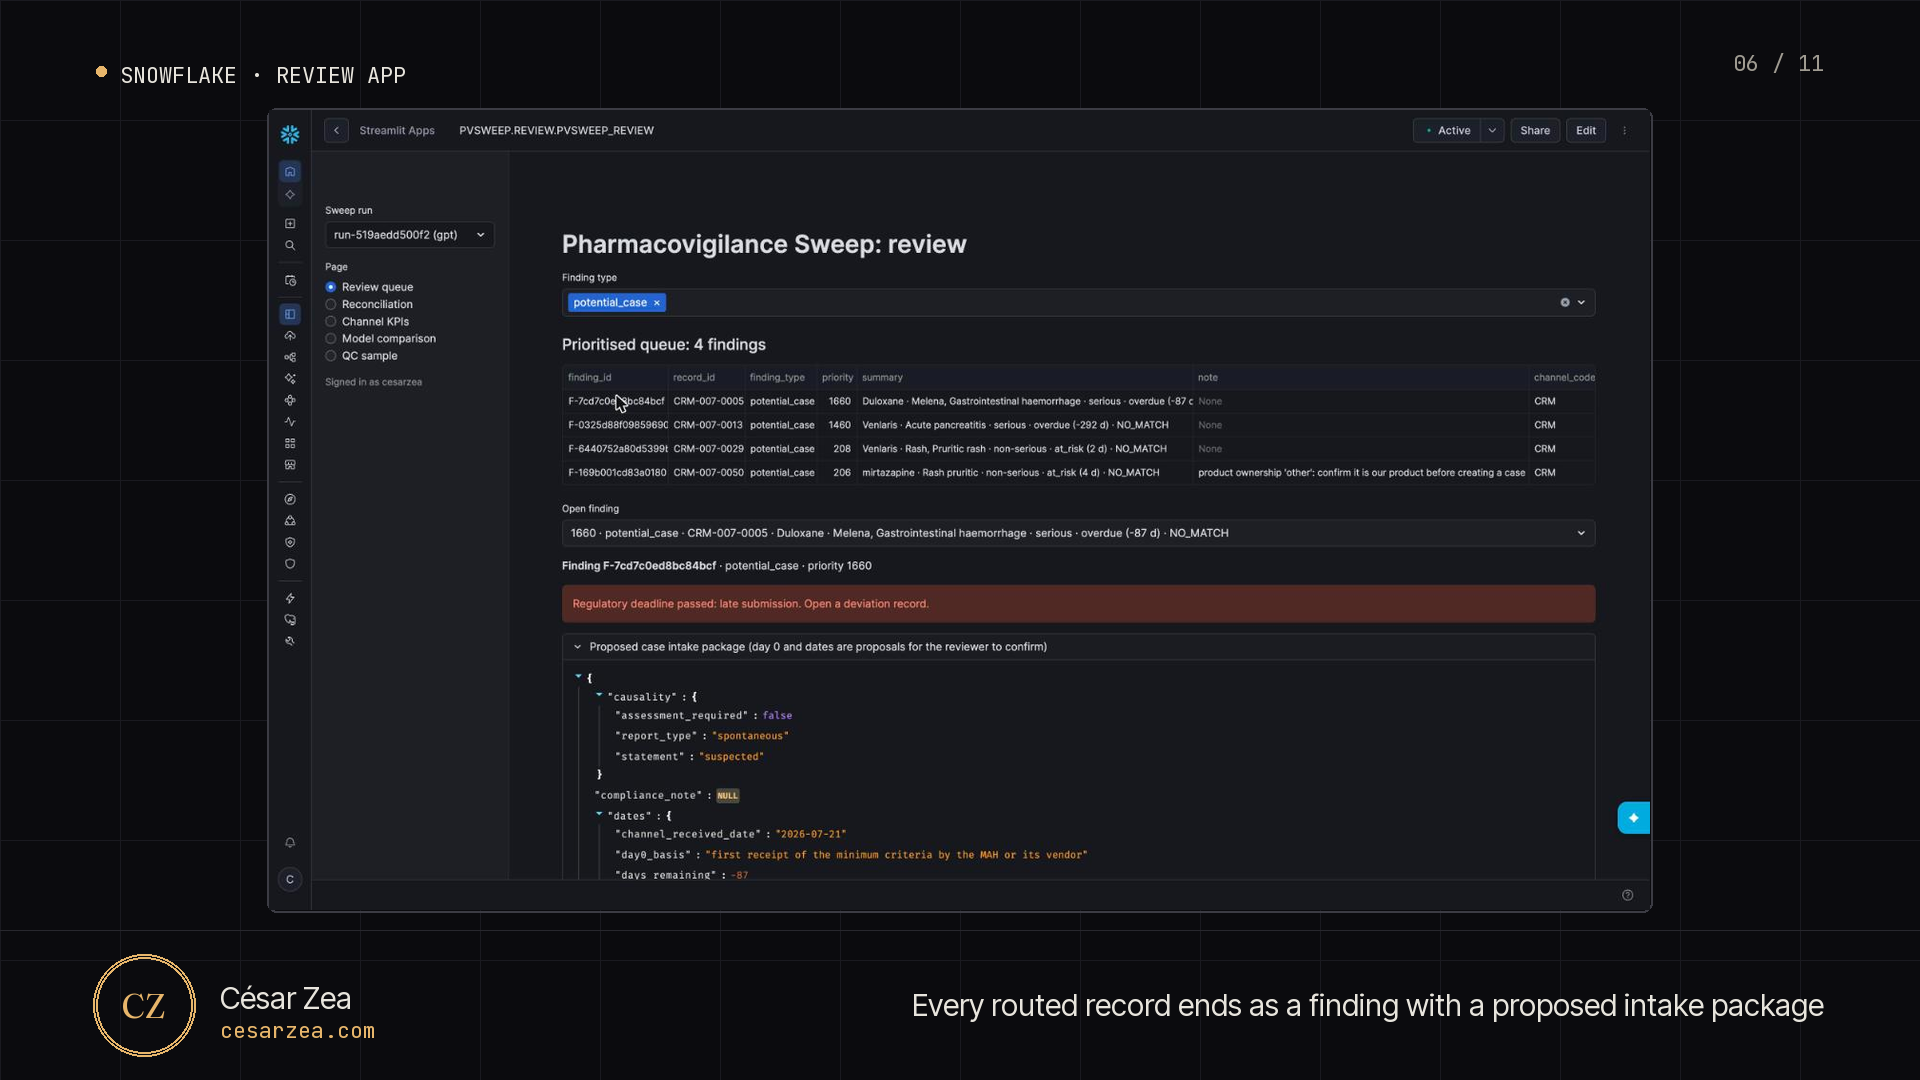 SNOWFLAKE · REVIEW APP
06 / 11
Streamlit Apps
PVSWEEP.REVIEW.PVSWEEP_REVIEW
Active
Share
Edit
Sweep run
run-519aedd500f2 (gpt)
Page
Review queue
Reconciliation
Channel KPIs
Model comparison
QC sample
Signed in as cesarzea
Pharmacovigilance Sweep: review
Finding type
potential_case ×
Prioritised queue: 4 findings
finding_id record_id finding_type priority summary note channel_code
F-7cd7c0e bc84bcf CRM-007-0005 potential_case 1660 Duloxane · Melena, Gastrointestinal haemorrhage · serious · overdue (-87 d None CRM
F-0325d88f09859690 CRM-007-0013 potential_case 1460 Venlaris · Acute pancreatitis · serious · overdue (-292 d) · NO_MATCH None CRM
F-6440752a80d5399t CRM-007-0029 potential_case 208 Venlaris · Rash, Pruritic rash · non-serious · at_risk (2 d) · NO_MATCH None CRM
F-169b001cd83a0180 CRM-007-0050 potential_case 206 mirtazapine · Rash pruritic · non-serious · at_risk (4 d) · NO_MATCH product ownership 'other': confirm it is our product before creating a case CRM
Open finding
1660 · potential_case · CRM-007-0005 · Duloxane · Melena, Gastrointestinal haemorrhage · serious · overdue (-87 d) · NO_MATCH
Finding F-7cd7c0ed8bc84bcf · potential_case · priority 1660
Regulatory deadline passed: late submission. Open a deviation record.
Proposed case intake package (day 0 and dates are proposals for the reviewer to confirm)
{
"causality" : {
"assessment_required" : false
"report_type" : "spontaneous"
"statement" : "suspected"
}
"compliance_note" : NULL
"dates" : {
"channel_received_date" : "2026-07-21"
"day0_basis" : "first receipt of the minimum criteria by the MAH or its vendor"
"days_remaining" : -87
C
CZ
César Zea
cesarzea.com
Every routed record ends as a finding with a proposed intake package